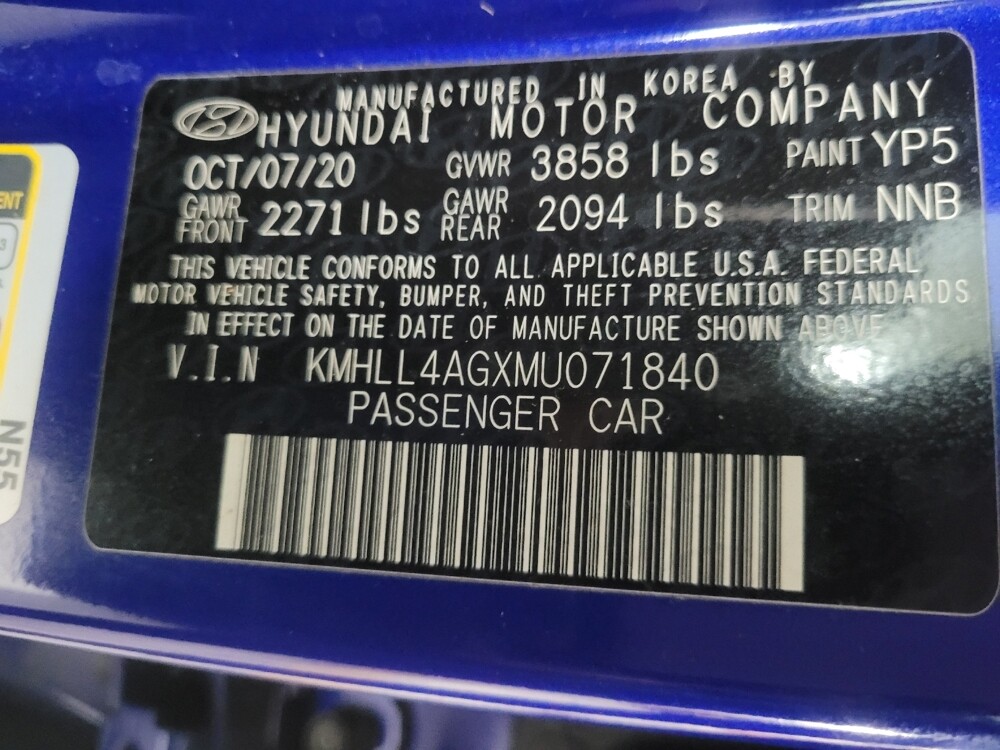 MANUFACTURED IN KOREA BY
HYUNDAI MOTOR COMPANY
OCT/07/20 GVWR 3858 lbs PAINT YP5
GAWR FRONT 2271 lbs GAWR REAR 2094 lbs TRIM NNB
THIS VEHICLE CONFORMS TO ALL APPLICABLE U.S.A. FEDERAL
MOTOR VEHICLE SAFETY, BUMPER, AND THEFT PREVENTION STANDARDS
IN EFFECT ON THE DATE OF MANUFACTURE SHOWN ABOVE
V.I.N KMHLL4AGXMU071840
PASSENGER CAR
N55